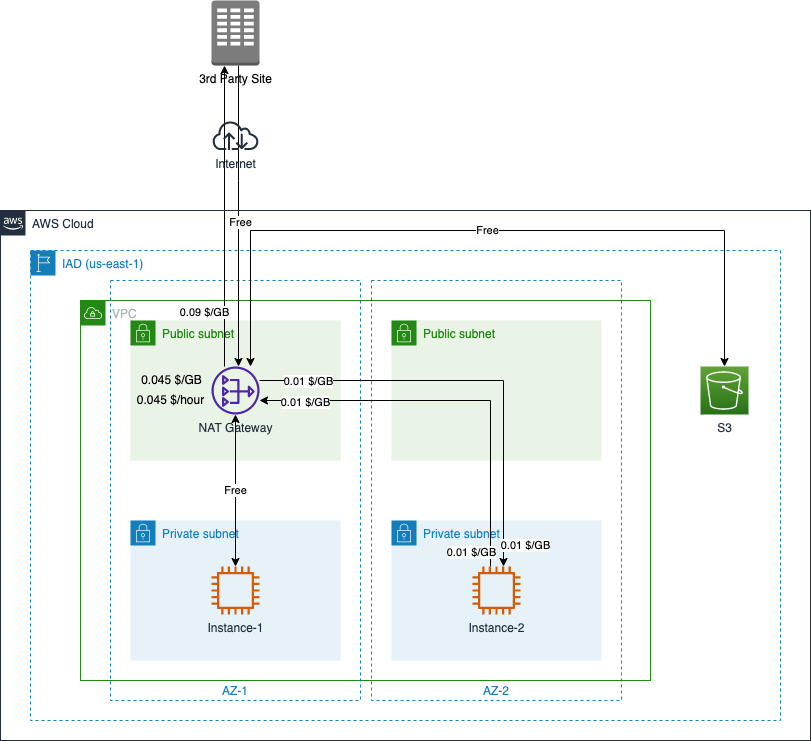 3rd Party Site
Internet
aws
AWS Cloud
Free
Free
IAD (us-east-1)
VPC
0.09 $/GB
Public subnet
Public subnet
0.045 $/GB
0.01 $/GB
0.045 $/hour
0.01 $/GB
NAT Gateway
S3
Free
Private subnet
Private subnet
0.01 $/GB
0.01 $/GB
Instance-1
Instance-2
AZ-1
AZ-2